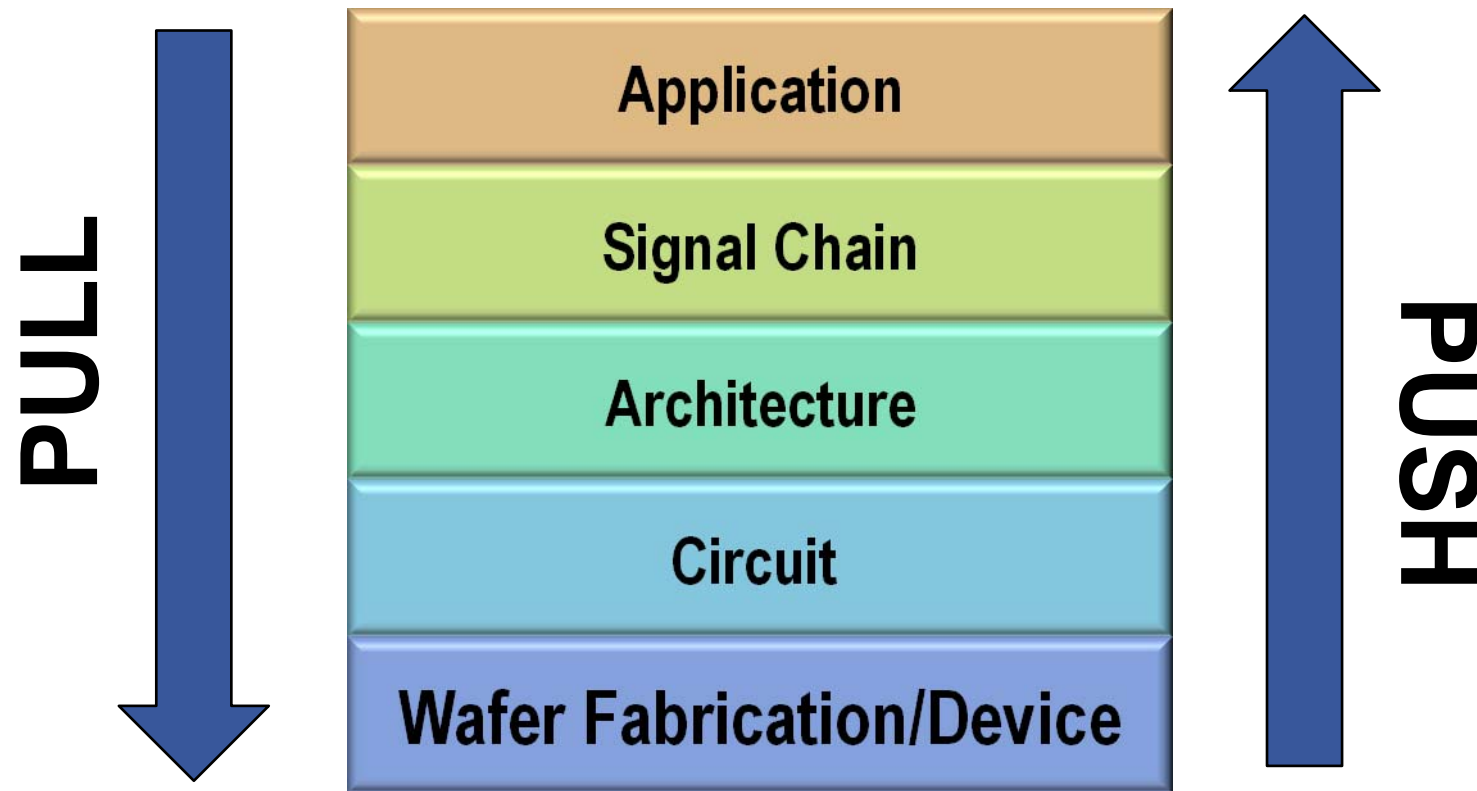 PULL
Application
Signal Chain
Architecture
Circuit
Wafer Fabrication/Device
PUSH